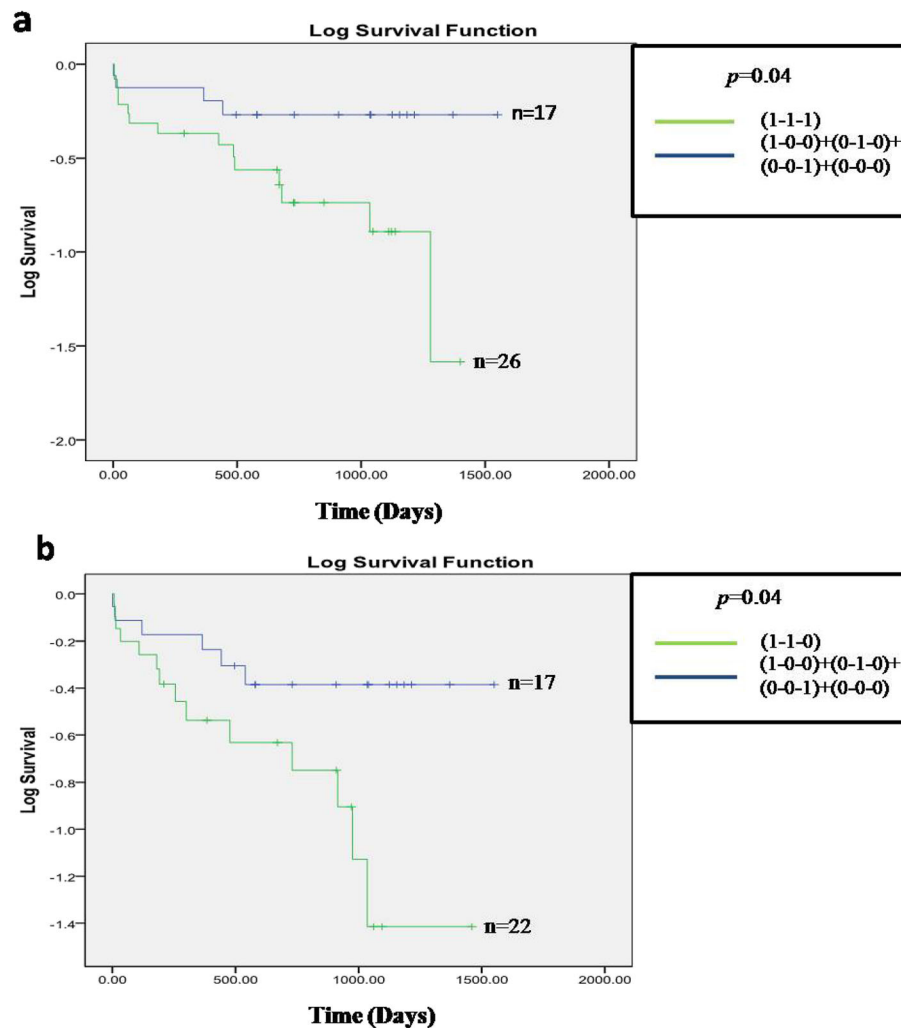 a
Log Survival Function
0.0
-0.5
-1.0
-1.5
-2.0
Log Survival
0.00 500.00 1000.00 1500.00 2000.00
Time (Days)
n=17
n=26
p=0.04
(1-1-1)
(1-0-0)+(0-1-0)+
(0-0-1)+(0-0-0)
b
Log Survival Function
0.0
-0.2
-0.4
-0.6
-0.8
-1.0
-1.2
-1.4
Log Survival
0.00 500.00 1000.00 1500.00 2000.00
Time (Days)
n=17
n=22
p=0.04
(1-1-0)
(1-0-0)+(0-1-0)+
(0-0-1)+(0-0-0)